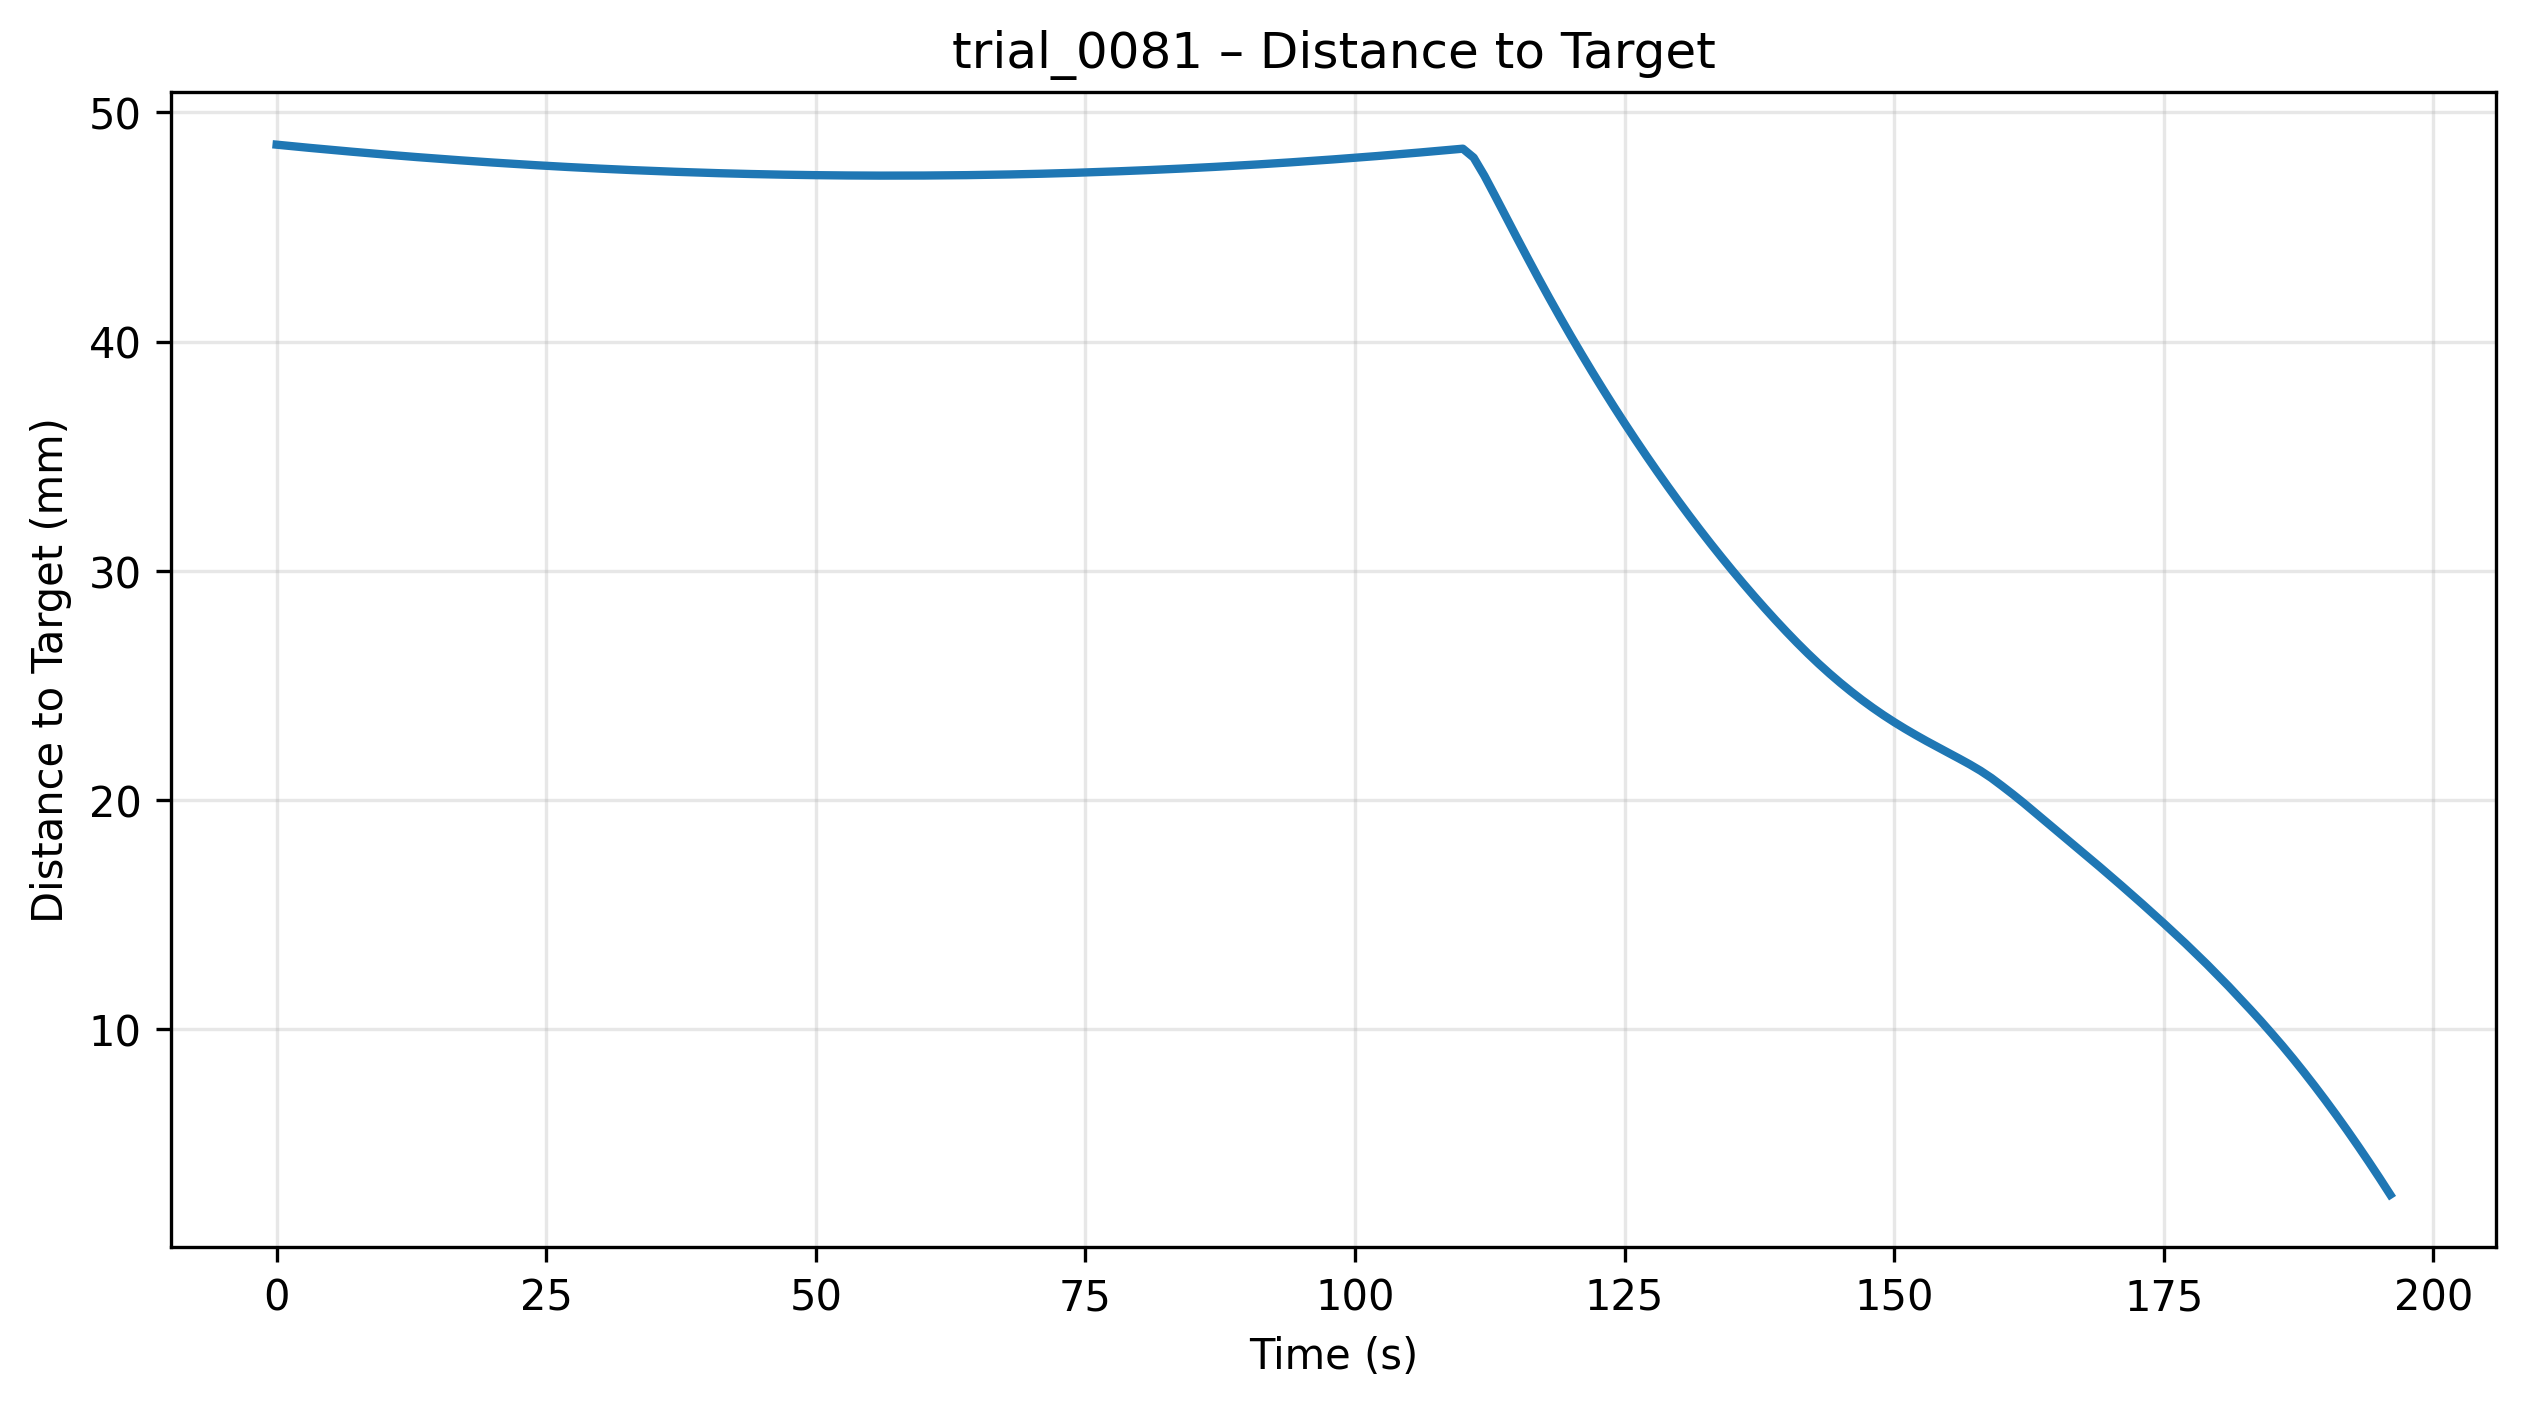 trial_0081 – Distance to Target
Distance to Target (mm)
50
40
30
20
10
0 25 50 75 100 125 150 175 200
Time (s)